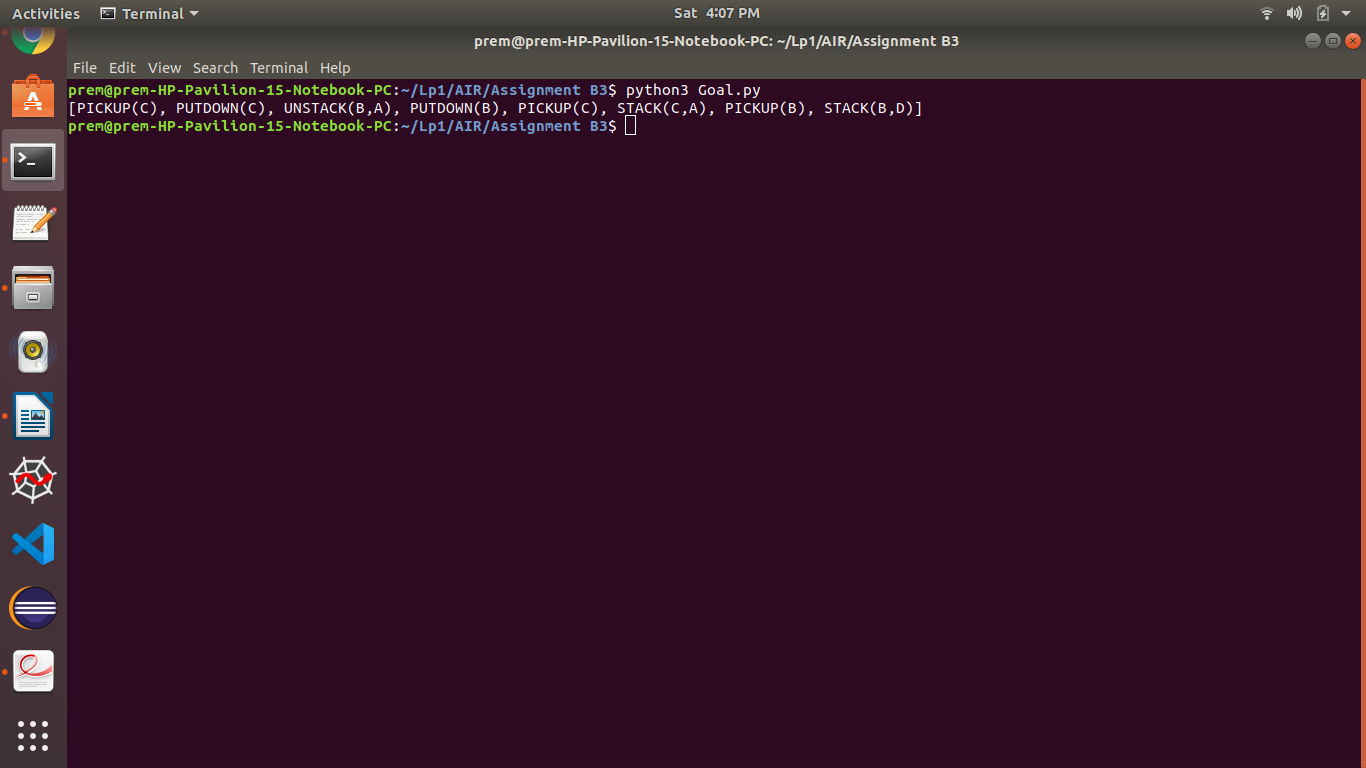 Activities Terminal Sat 4:07 PM
prem@prem-HP-Pavilion-15-Notebook-PC: ~/Lp1/AIR/Assignment B3
File Edit View Search Terminal Help
prem@prem-HP-Pavilion-15-Notebook-PC:~/Lp1/AIR/Assignment B3$ python3 Goal.py
[PICKUP(C), PUTDOWN(C), UNSTACK(B,A), PUTDOWN(B), PICKUP(C), STACK(C,A), PICKUP(B), STACK(B,D)]
prem@prem-HP-Pavilion-15-Notebook-PC:~/Lp1/AIR/Assignment B3$